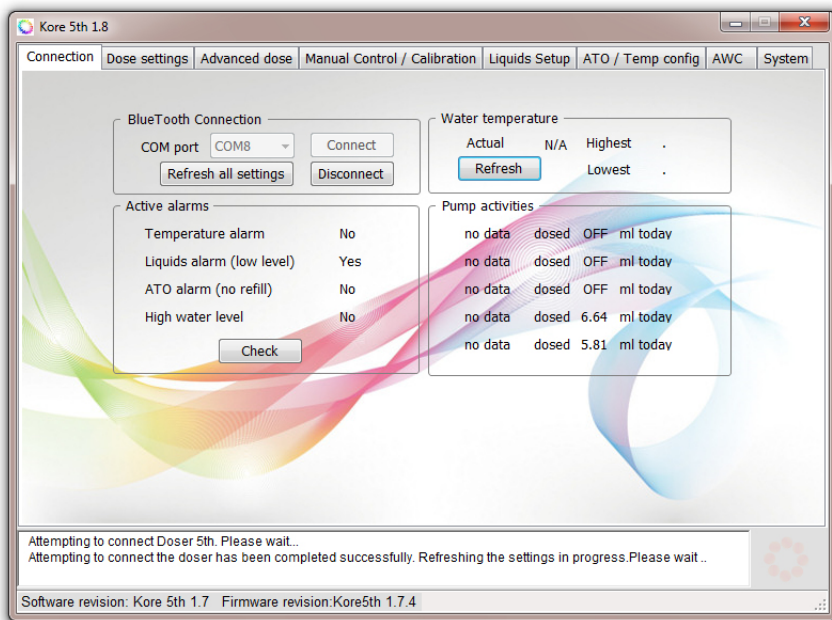 Kore 5th 1.8
Connection Dose settings Advanced dose Manual Control / Calibration Liquids Setup ATO / Temp config AWC System
BlueTooth Connection
COM port COM8 Connect
Refresh all settings Disconnect
Water temperature
Actual N/A Highest .
Refresh Lowest .
Active alarms
Temperature alarm No
Liquids alarm (low level) Yes
ATO alarm (no refill) No
High water level No
Check
Pump activities
no data dosed OFF ml today
no data dosed OFF ml today
no data dosed OFF ml today
no data dosed 6.64 ml today
no data dosed 5.81 ml today
Attempting to connect Doser 5th. Please wait...
Attempting to connect the doser has been completed successfully. Refreshing the settings in progress.Please wait ..
Software revision: Kore 5th 1.7 Firmware revision:Kore5th 1.7.4